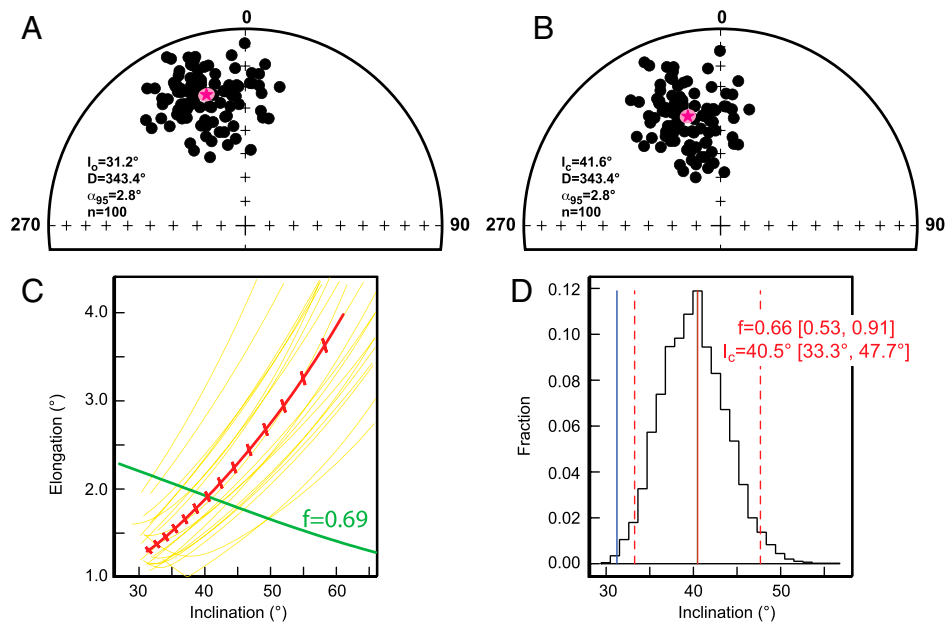 A
0
I₀=31.2°
D=343.4°
α₉₅=2.8°
n=100
270
90
B
0
I_c=41.6°
D=343.4°
α₉₅=2.8°
n=100
270
90
C
Elongation (°)
4.0
3.0
2.0
1.0
f=0.69
30
40
50
60
Inclination (°)
D
Fraction
0.12
0.10
0.08
0.06
0.04
0.02
0.00
f=0.66 [0.53, 0.91]
I_c=40.5° [33.3°, 47.7°]
30
40
50
Inclination (°)